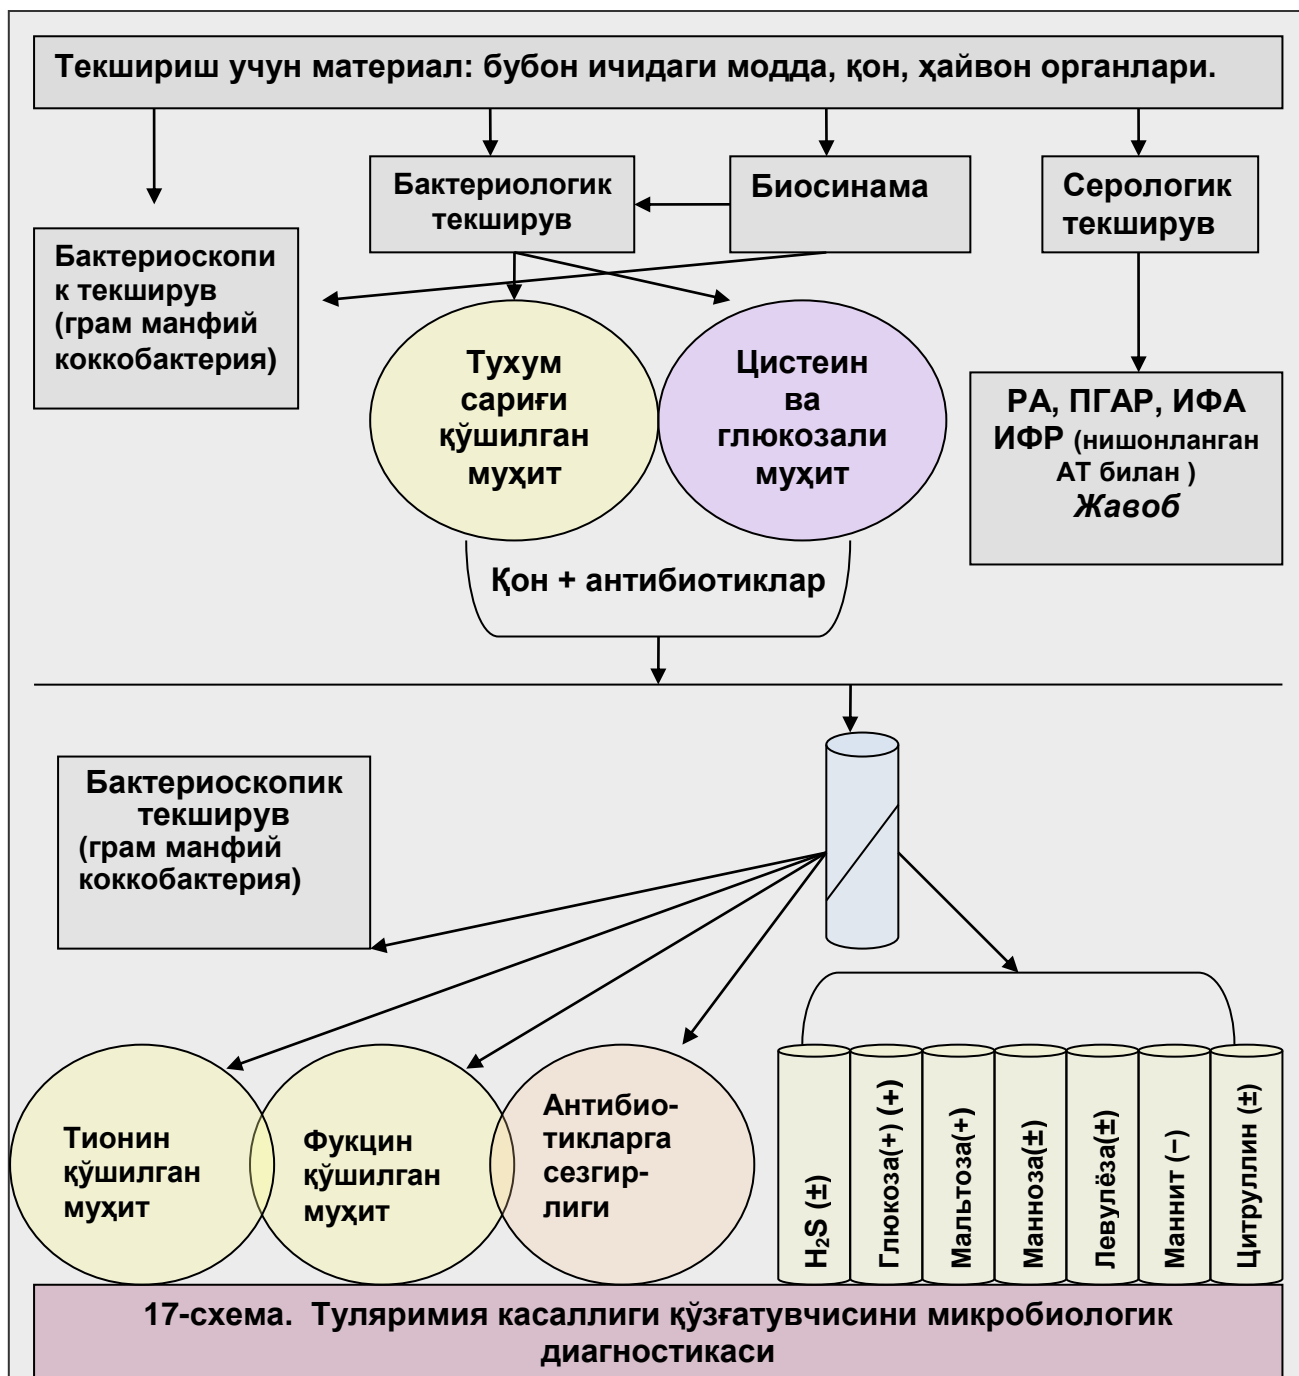 Текшириш учун материал: бубон ичидаги модда, қон, ҳайвон органлари.
Бактериологик
текширув
Биосинама
Серологик
текширув
Бактериоскопи
к текширув
(грам манфий
коккобактерия)
Тухум
сариғи
қўшилган
муҳит
Цистеин
ва
глюкозали
муҳит
РА, ПГАР, ИФА
ИФР (нишонланган
АТ билан )
Жавоб
Қон + антибиотиклар
Бактериоскопик
текширув
(грам манфий
коккобактерия)
Тионин
қўшилган
муҳит
Фукцин
қўшилган
муҳит
Антибио-
тикларга
сезгир-
лиги
H₂S (±)
Глюкоза(+) (+)
Мальтоза(+)
Манноза(±)
Левулёза(±)
Маннит (–)
Цитруллин (±)
17-схема. Туляримия касаллиги қўзғатувчисини микробиологик
диагностикаси